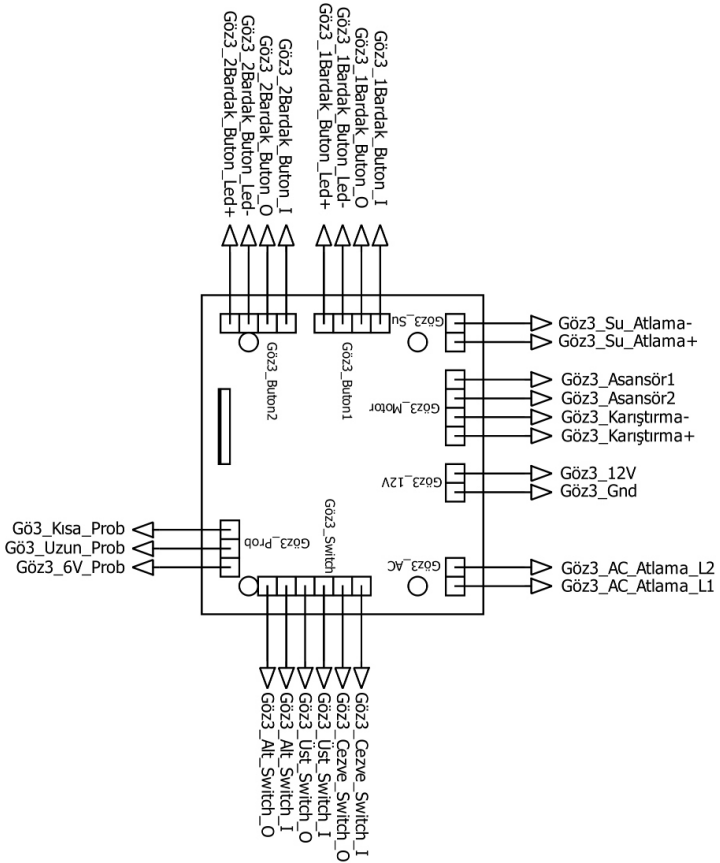 Göz3_2Bardak_Buton_Led+
Göz3_2Bardak_Buton_Led-
Göz3_2Bardak_Buton_O
Göz3_2Bardak_Buton_I
Göz3_1Bardak_Buton_Led+
Göz3_1Bardak_Buton_Led-
Göz3_1Bardak_Buton_O
Göz3_1Bardak_Buton_I
Göz3_Buton2
Göz3_Buton1
Göz3_Su
Göz3_Su_Atlama-
Göz3_Su_Atlama+
Göz3_Motor
Göz3_Asansör1
Göz3_Asansör2
Göz3_Karıştırma-
Göz3_Karıştırma+
Göz3_12V
Göz3_12V
Göz3_Gnd
Gö3_Kısa_Prob
Gö3_Uzun_Prob
Göz3_6V_Prob
Göz3_Prob
Göz3_Switch
Göz3_AC
Göz3_AC_Atlama_L2
Göz3_AC_Atlama_L1
Göz3_Alt_Switch_O
Göz3_Alt_Switch_I
Göz3_Üst_Switch_O
Göz3_Üst_Switch_I
Göz3_Cezve_Switch_O
Göz3_Cezve_Switch_I